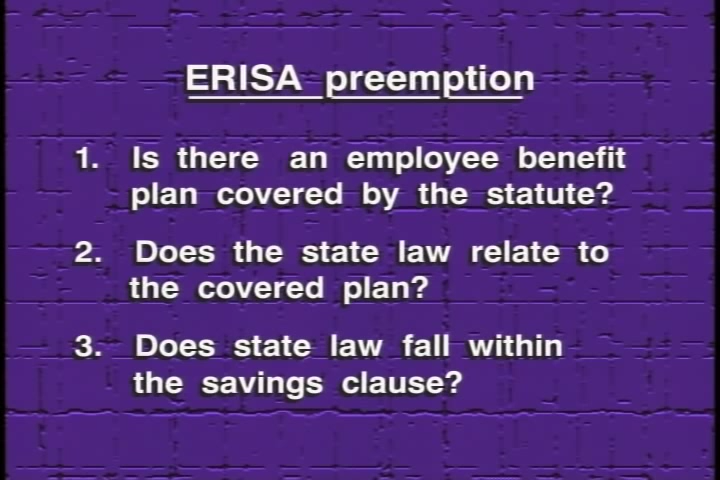 ERISA preemption
1. Is there an employee benefit
plan covered by the statute?
2. Does the state law relate to
the covered plan?
3. Does state law fall within
the savings clause?